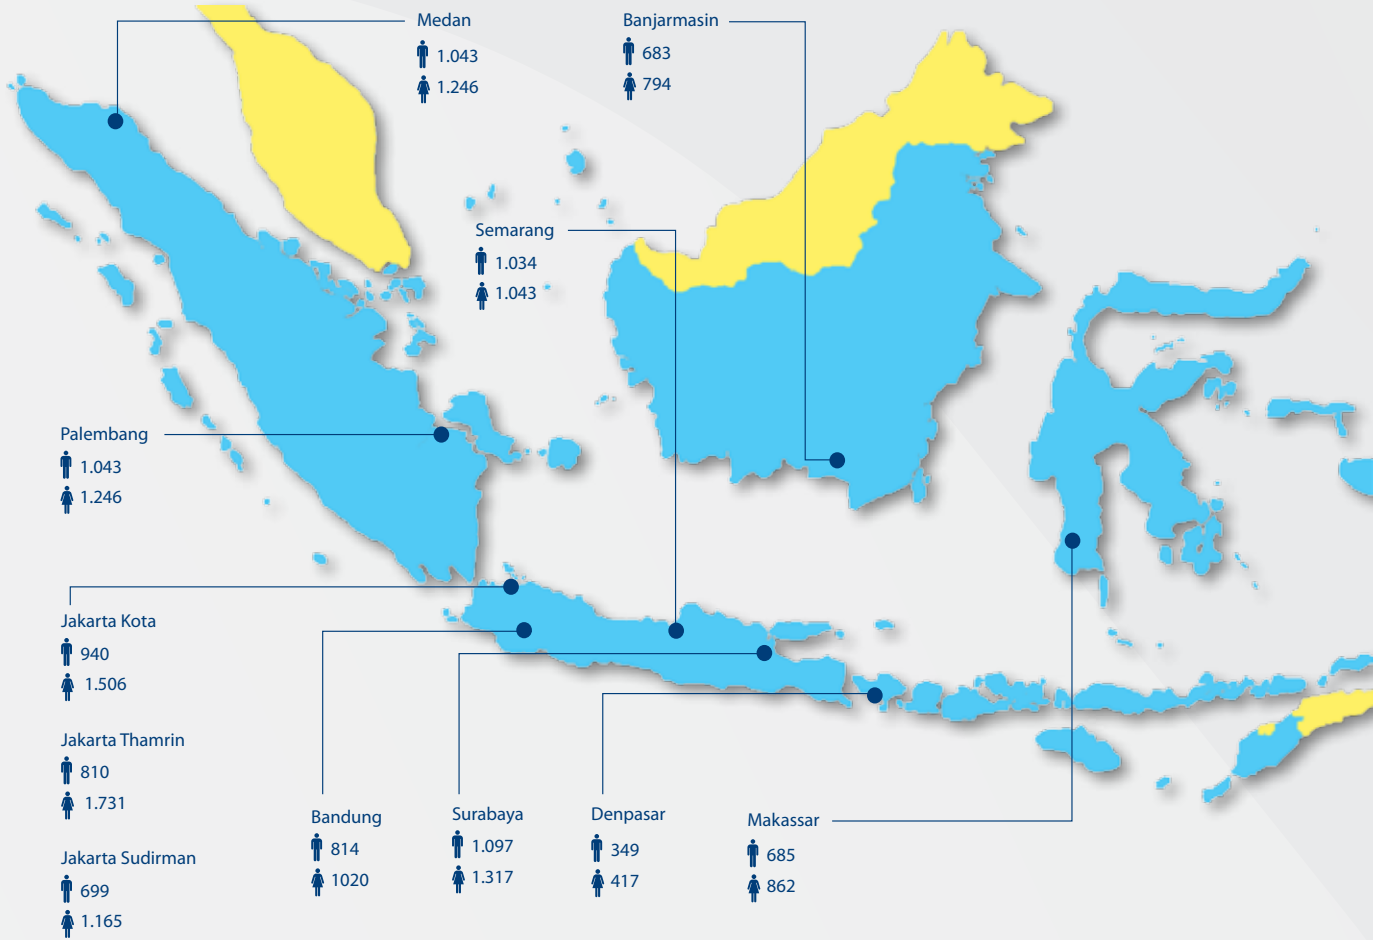 Medan
1.043
1.246
Banjarmasin
683
794
Semarang
1.034
1.043
Palembang
1.043
1.246
Jakarta Kota
940
1.506
Jakarta Thamrin
810
1.731
Jakarta Sudirman
699
1.165
Bandung
814
1020
Surabaya
1.097
1.317
Denpasar
349
417
Makassar
685
862